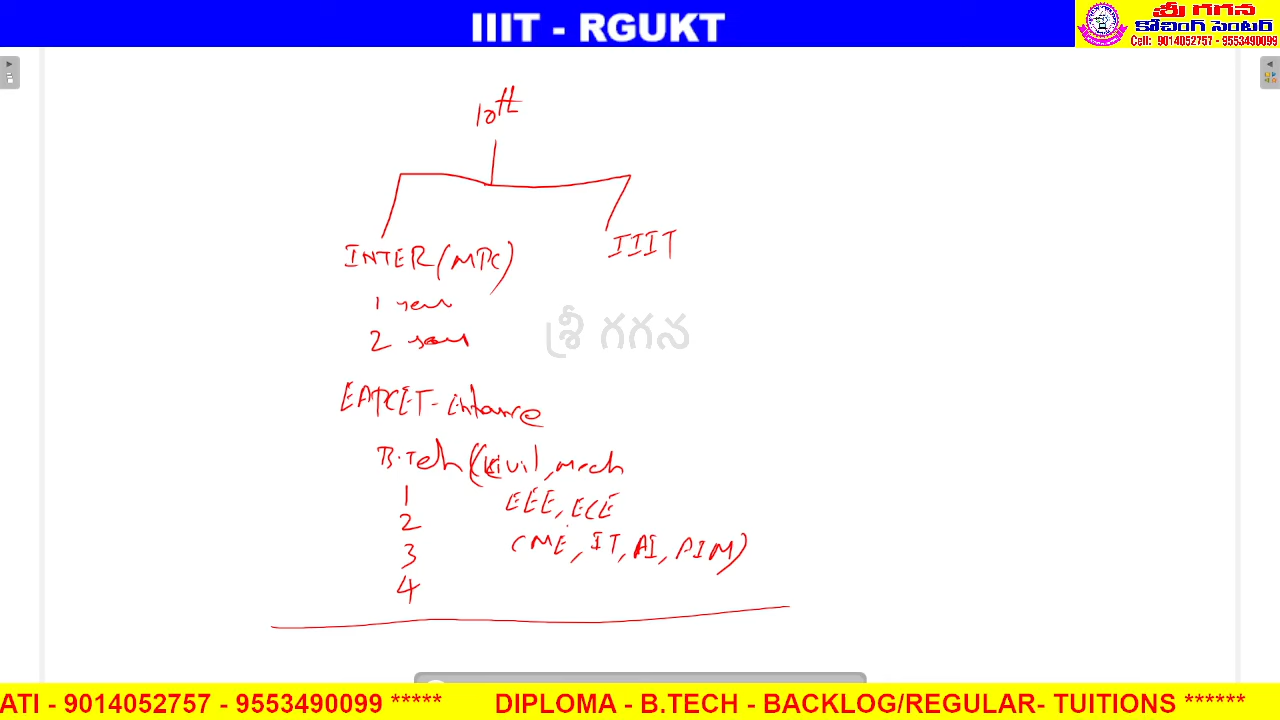 IIIT - RGUKT
శ్రీ గగన
కోచింగ్ సెంటర్
Cell: 9014052757 - 9553490099
10th
INTER (MPC)
IIIT
1 year
2 year
శ్రీ గగన
EAPCET - Entrance
B.Tech (Civil, Mech
1
EEE, ECE
2
CME, IT, AI, AIM)
3
4
ATI - 9014052757 - 9553490099 ***** DIPLOMA - B.TECH - BACKLOG/REGULAR- TUITIONS ******